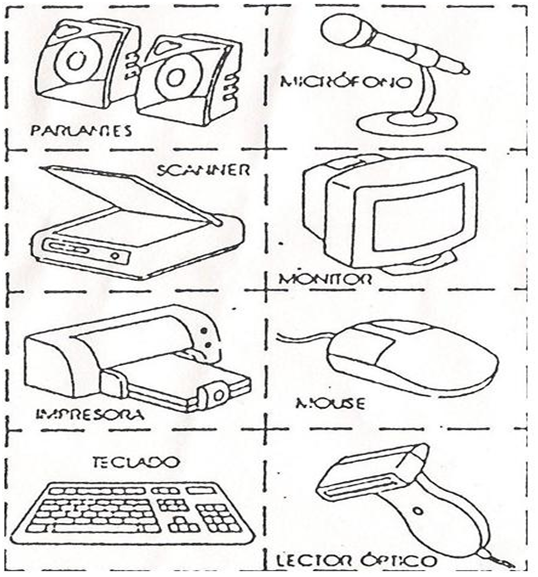 PARLANTES
MICRÓFONO
SCANNER
MONITOR
IMPRESORA
MOUSE
TECLADO
LECTOR ÓPTICO